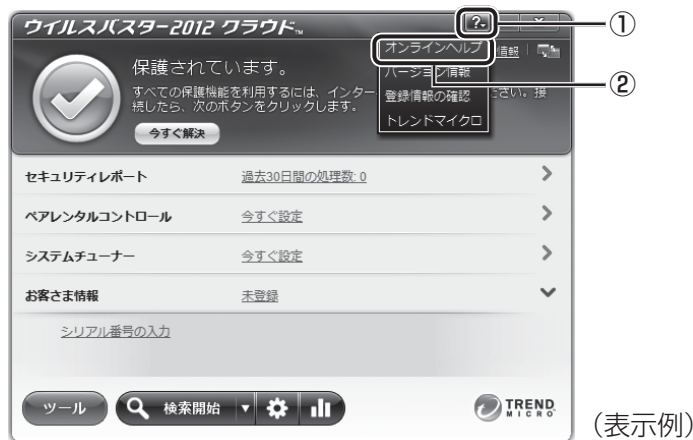 ウイルスバスター2012 クラウド™
?
①
オンラインヘルプ
情報
バージョン情報
②
登録情報の確認
トレンドマイクロ
保護されています。
すべての保護機能を利用するには、インター
ださい。接
続したら、次のボタンをクリックします。
今すぐ解決
セキュリティレポート 過去30日間の処理数: 0
ペアレンタルコントロール 今すぐ設定
システムチューナー 今すぐ設定
お客さま情報 未登録
シリアル番号の入力
ツール 検索開始
TREND MICRO
（表示例）